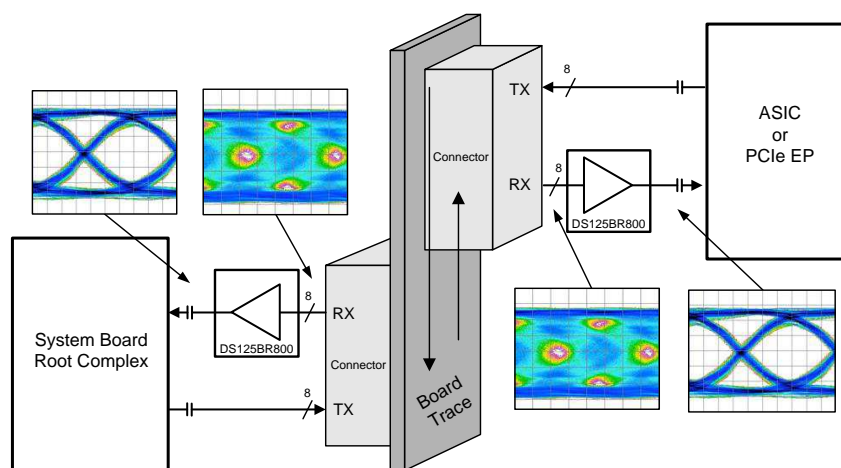 8
TX
ASIC
or
PCIe EP
Connector
8
RX
DS125BR800
System Board
Root Complex
8
RX
DS125BR800
Connector
8
TX
Board
Trace